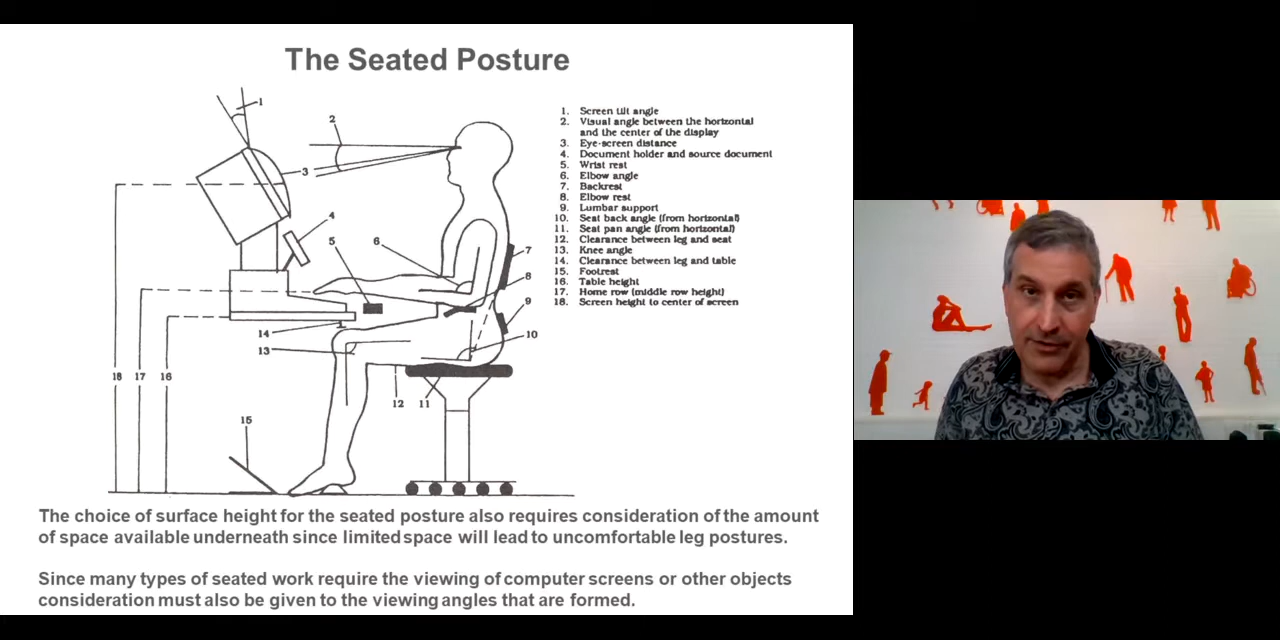 The Seated Posture
1. Screen tilt angle
2. Visual angle between the horizontal
and the center of the display
3. Eye-screen distance
4. Document holder and source document
5. Wrist rest
6. Elbow angle
7. Backrest
8. Elbow rest
9. Lumbar support
10. Seat back angle (from horizontal)
11. Seat pan angle (from horizontal)
12. Clearance between leg and seat
13. Knee angle
14. Clearance between leg and table
15. Footrest
16. Table height
17. Home row (middle row height)
18. Screen height to center of screen
1
2
3
4
5
6
7
8
9
10
14
13
18 17 16
12 11
15
The choice of surface height for the seated posture also requires consideration of the amount
of space available underneath since limited space will lead to uncomfortable leg postures.
Since many types of seated work require the viewing of computer screens or other objects
consideration must also be given to the viewing angles that are formed.